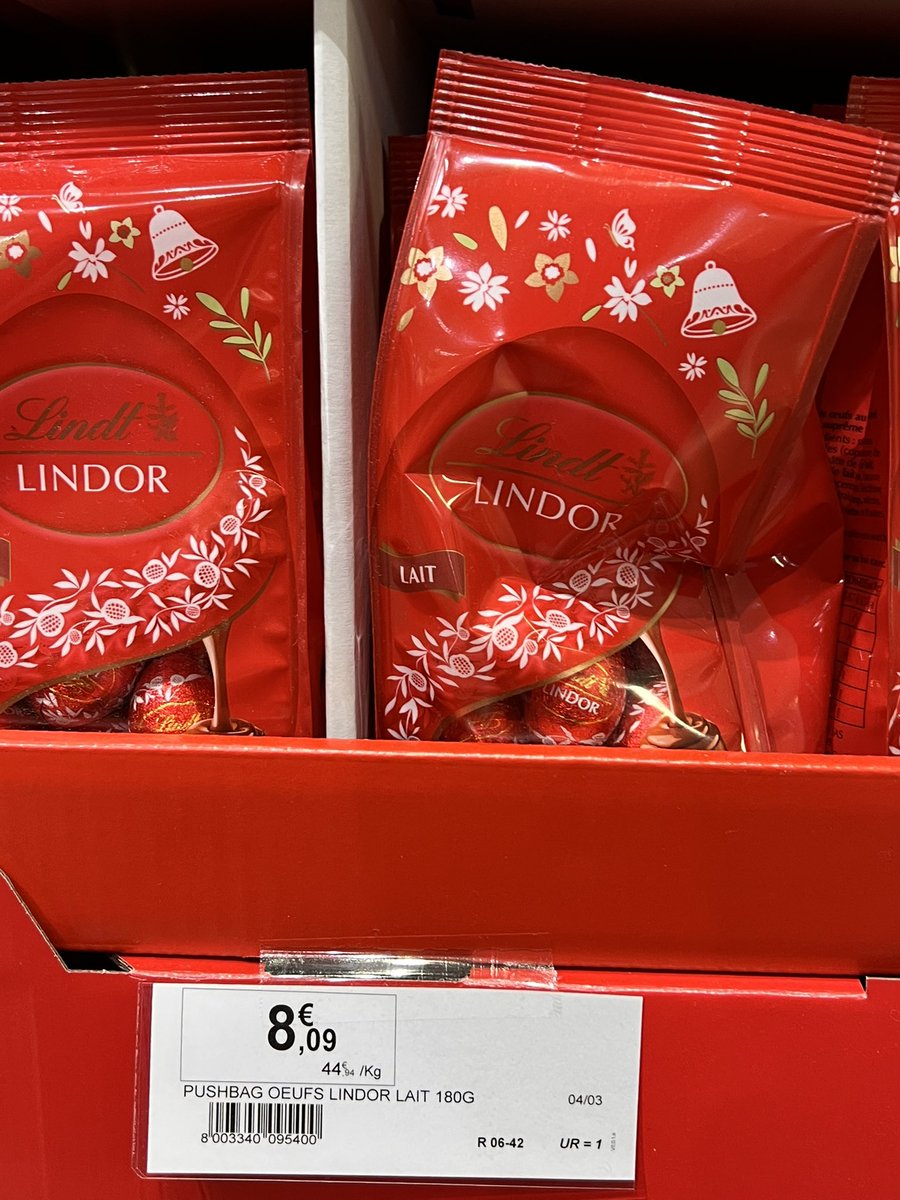 Lindt
LINDOR
Lindt
LINDOR
LAIT
LINDOR
8€,09
44€,94 /Kg
PUSHBAG OEUFS LINDOR LAIT 180G
04/03
8 003340 095400
R 06-42
UR = 1